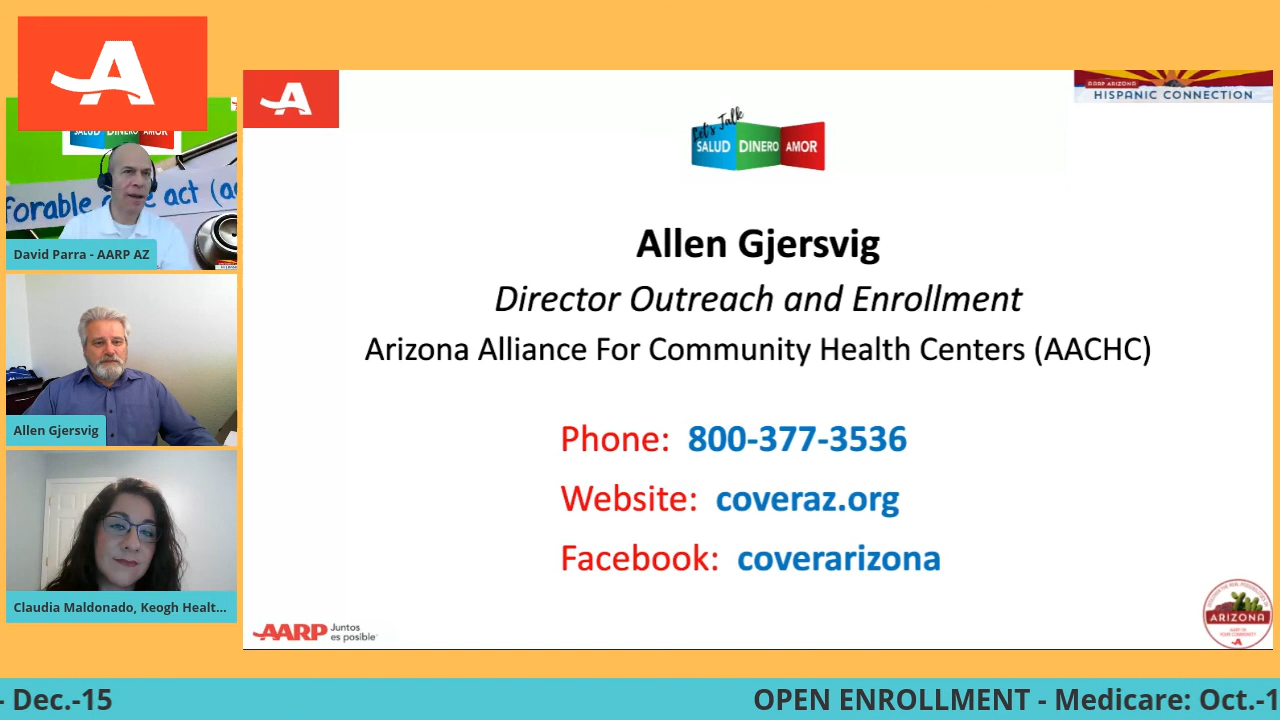 SALUD DINERO AMOR
forable
act (a
David Parra - AARP AZ
Allen Gjersvig
Claudia Maldonado, Keogh Healt...
AARP ARIZONA
HISPANIC CONNECTION
Let's Talk
SALUD DINERO AMOR
Allen Gjersvig
Director Outreach and Enrollment
Arizona Alliance For Community Health Centers (AACHC)
Phone: 800-377-3536
Website: coveraz.org
Facebook: coverarizona
AARP Juntos
es posible
ARIZONA
- Dec.-15
OPEN ENROLLMENT - Medicare: Oct.-1